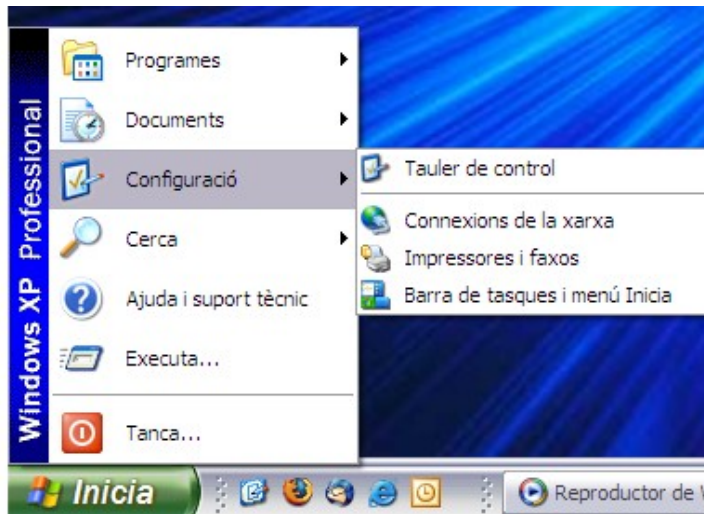 Windows XP Professional
Programes
Documents
Configuració
Cerca
Ajuda i suport tècnic
Executa...
Tanca...
Tauler de control
Connexions de la xarxa
Impressores i faxos
Barra de tasques i menú Inicia
Inicia
Reproductor de